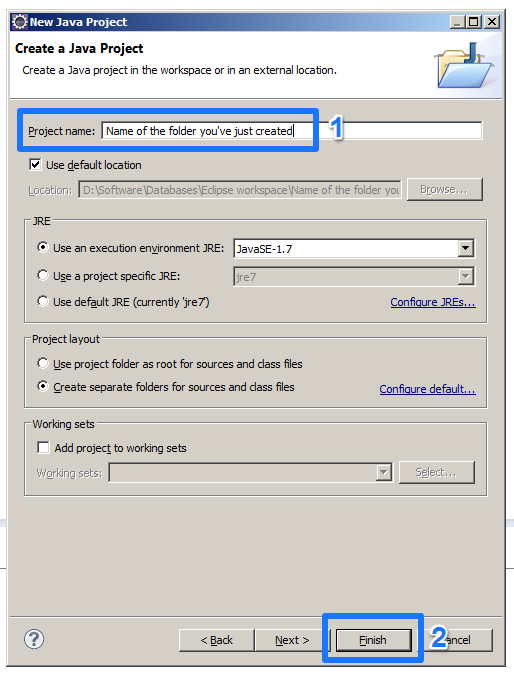 New Java Project
Create a Java Project
Create a Java project in the workspace or in an external location.
Project name: Name of the folder you've just created
1
Use default location
Location: D:\Software\Databases\Eclipse workspace\Name of the folder you Browse...
JRE
Use an execution environment JRE: JavaSE-1.7
Use a project specific JRE: jre7
Use default JRE (currently 'jre7') Configure JREs...
Project layout
Use project folder as root for sources and class files
Create separate folders for sources and class files Configure default...
Working sets
Add project to working sets
Working sets: Select...
? < Back Next > Finish 2 ancel